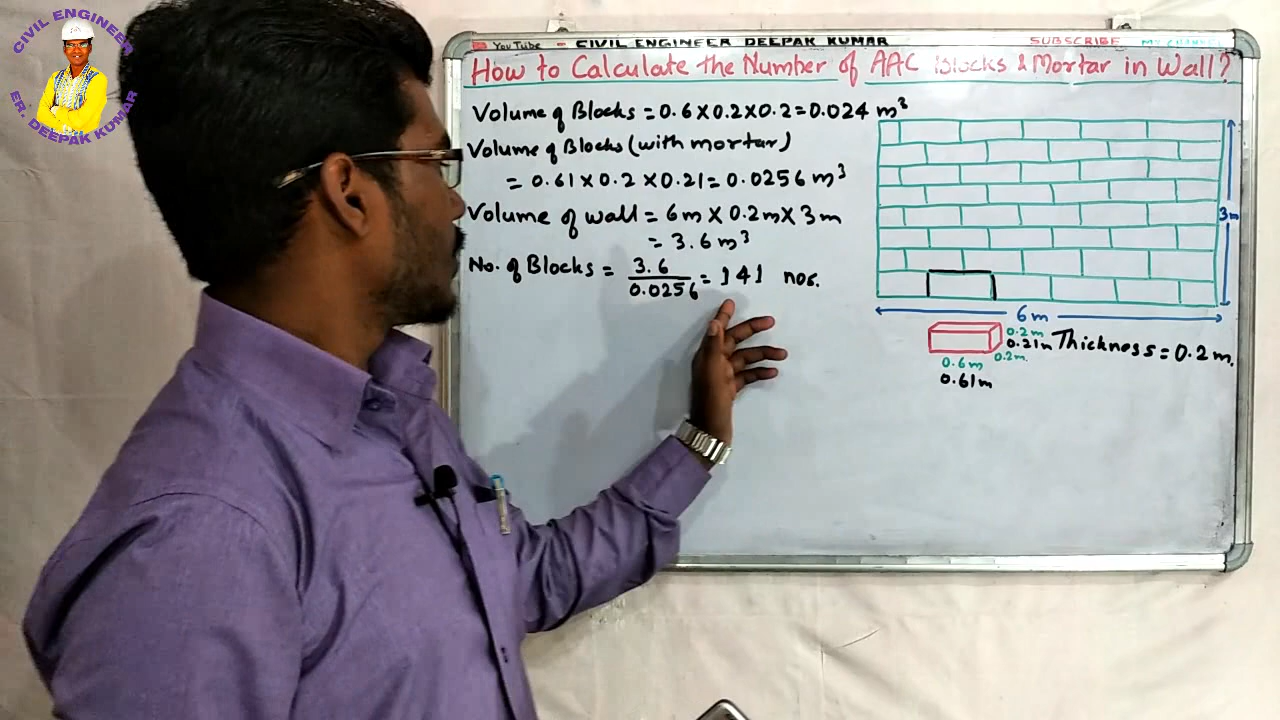 CIVIL ENGINEER
ER. DEEPAK KUMAR
YouTube - CIVIL ENGINEER DEEPAK KUMAR SUBSCRIBE MY CHANNEL
How to Calculate the Number of AAC Blocks & Mortar in Wall?
Volume of Blocks = 0.6 X 0.2 X 0.2 = 0.024 m³
Volume of Blocks (with mortar)
= 0.61 X 0.2 X 0.21 = 0.0256 m³
Volume of wall = 6m X 0.2m X 3m
= 3.6 m³
No. of Blocks = 3.6
0.0256 = 141 nos.
3m
6m
0.2m
0.21m
0.2m
0.6m
0.61m
Thickness = 0.2m.